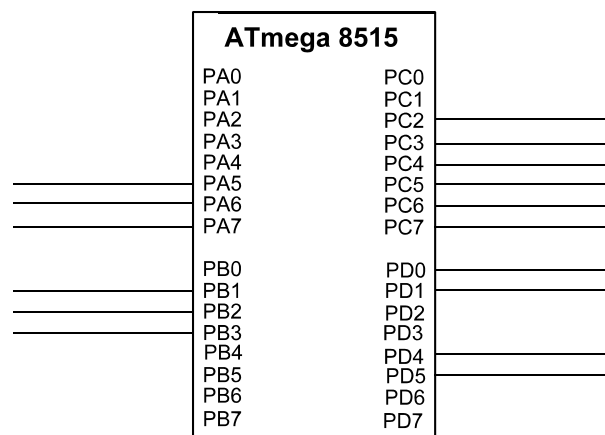 ATmega 8515
PA0 PC0
PA1 PC1
PA2 PC2
PA3 PC3
PA4 PC4
PA5 PC5
PA6 PC6
PA7 PC7
PB0 PD0
PB1 PD1
PB2 PD2
PB3 PD3
PB4 PD4
PB5 PD5
PB6 PD6
PB7 PD7